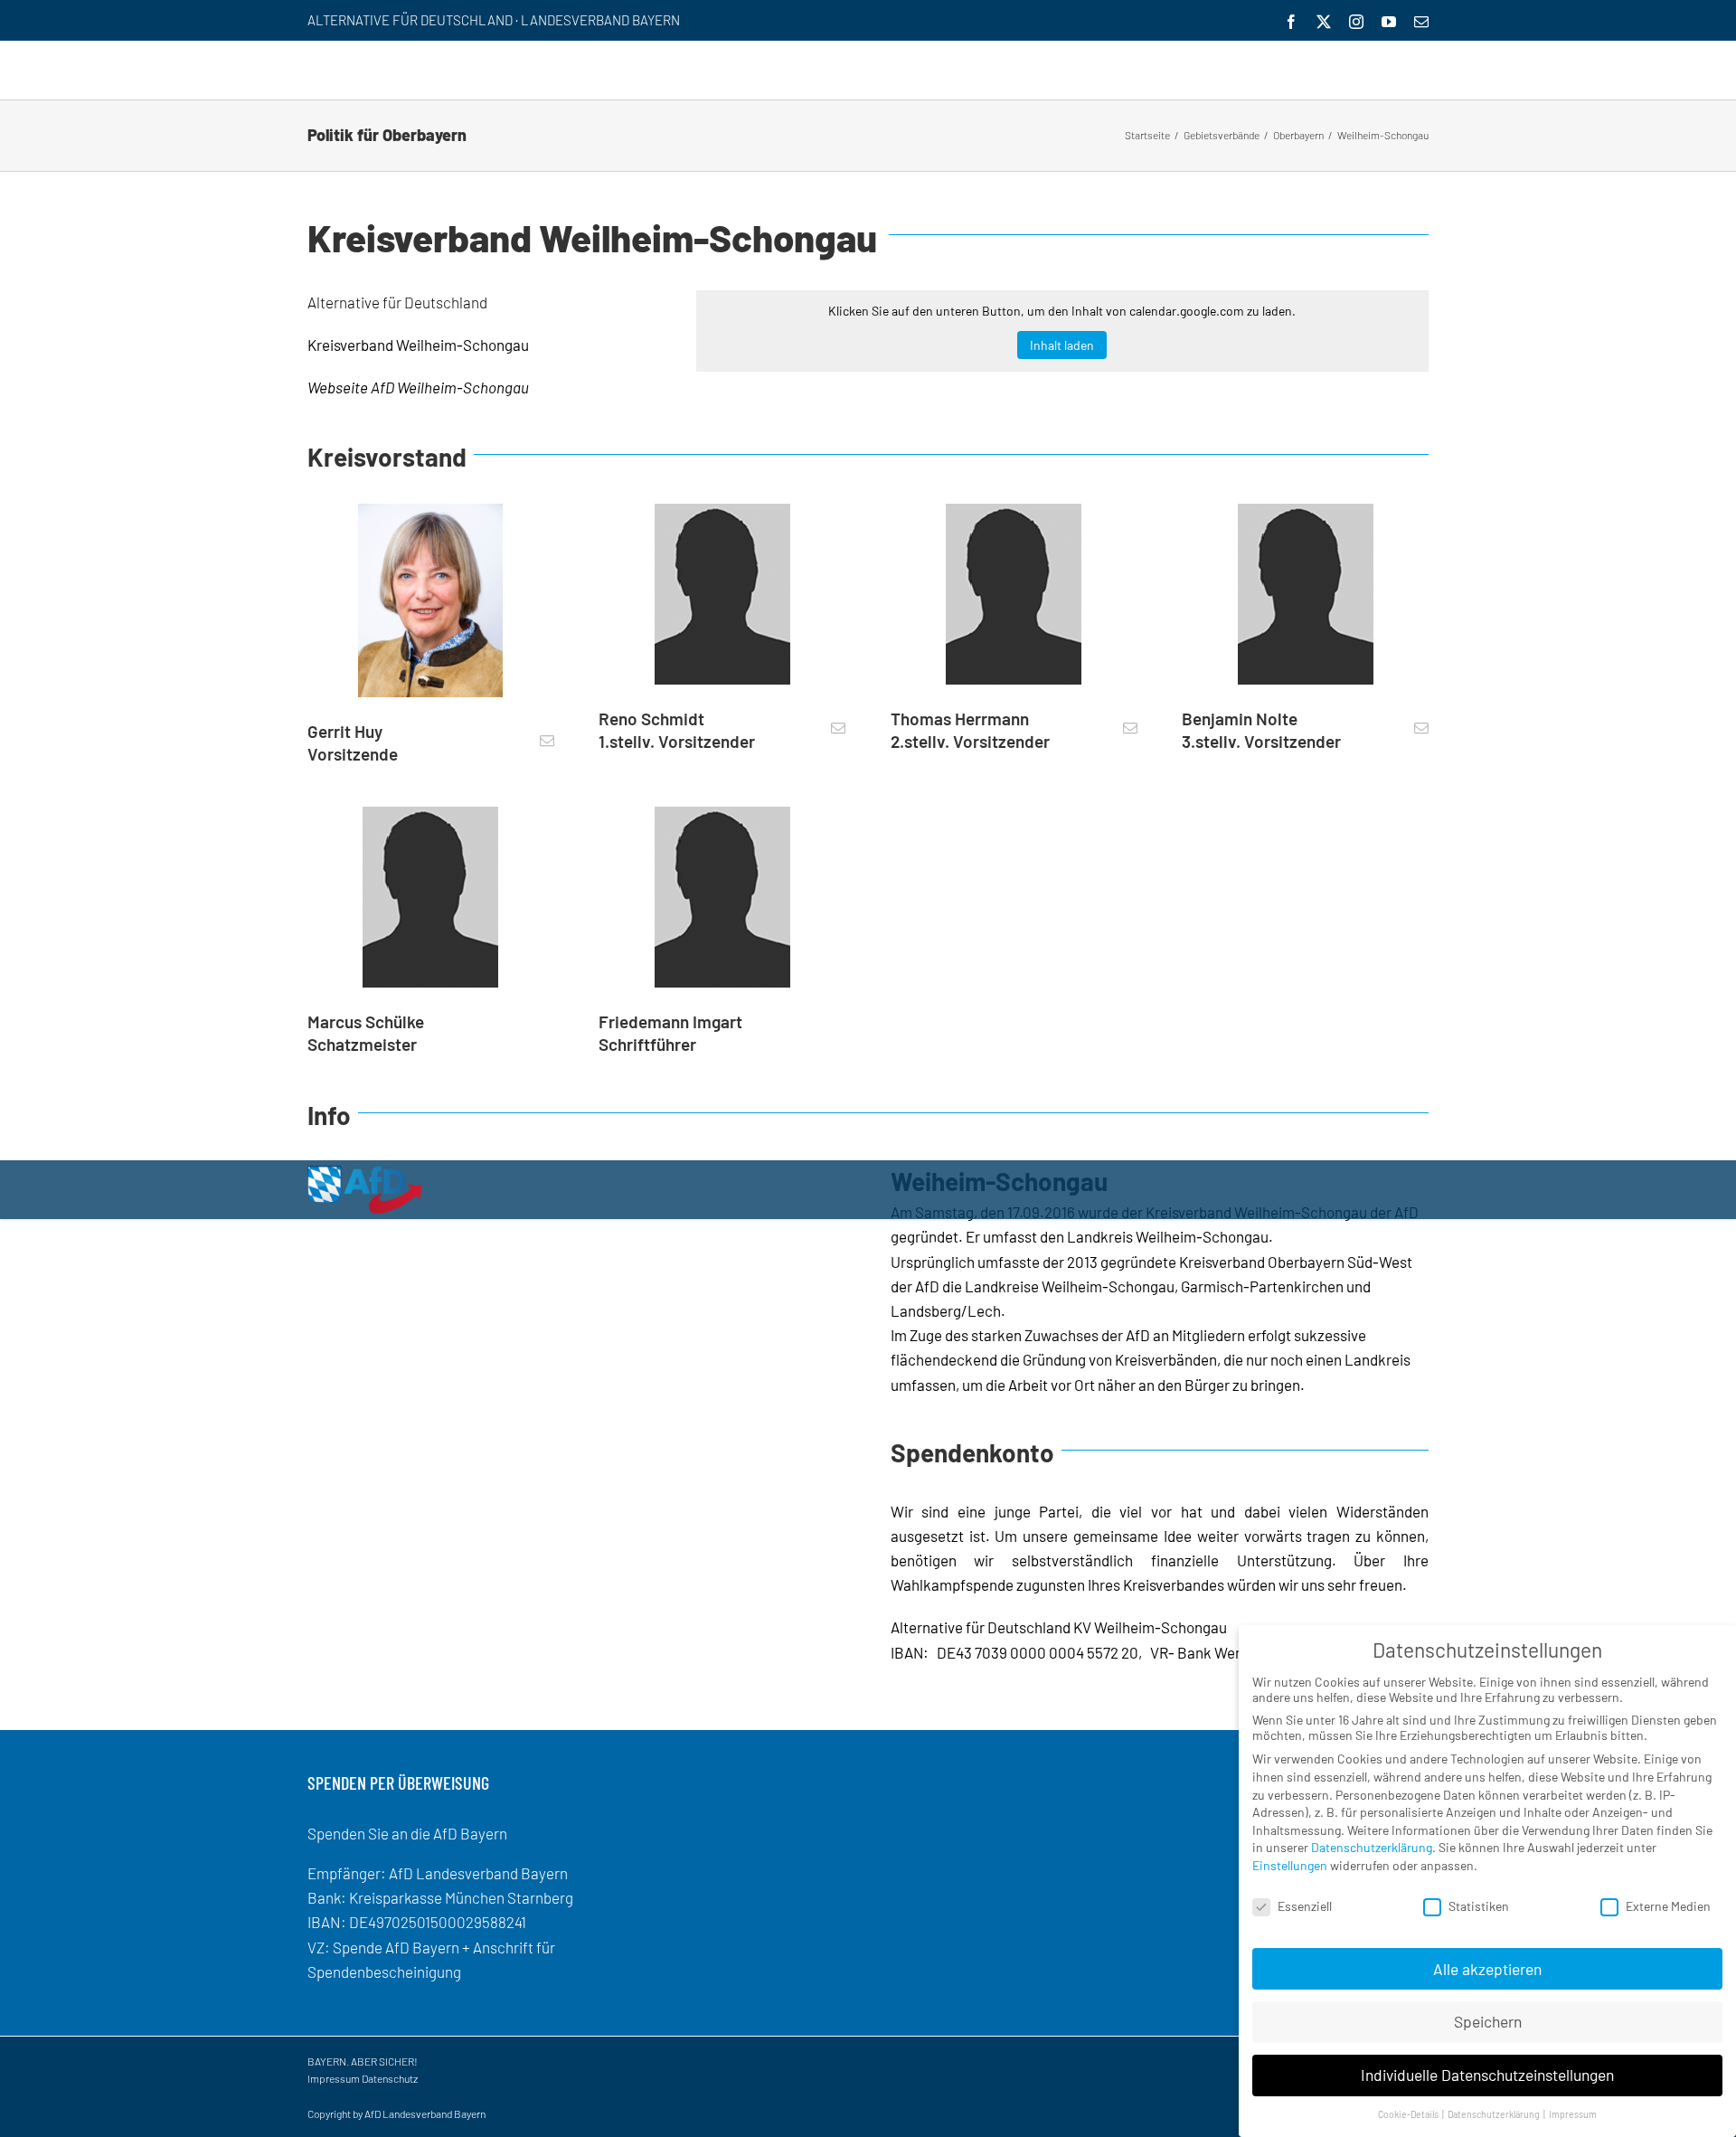 ALTERNATIVE FÜR DEUTSCHLAND · LANDESVERBAND BAYERN
Politik für Oberbayern
Startseite / Gebietsverbände / Oberbayern / Weilheim-Schongau
Kreisverband Weilheim-Schongau
Alternative für Deutschland
Kreisverband Weilheim-Schongau
Webseite AfD Weilheim-Schongau
Klicken Sie auf den unteren Button, um den Inhalt von calendar.google.com zu laden.
Inhalt laden
Kreisvorstand
Gerrit Huy
Vorsitzende
Reno Schmidt
1.stellv. Vorsitzender
Thomas Herrmann
2.stellv. Vorsitzender
Benjamin Nolte
3.stellv. Vorsitzender
Marcus Schülke
Schatzmeister
Friedemann Imgart
Schriftführer
Info
AfD
Weiheim-Schongau
Am Samstag, den 17.09.2016 wurde der Kreisverband Weilheim-Schongau der AfD
gegründet. Er umfasst den Landkreis Weilheim-Schongau.
Ursprünglich umfasste der 2013 gegründete Kreisverband Oberbayern Süd-West
der AfD die Landkreise Weilheim-Schongau, Garmisch-Partenkirchen und
Landsberg/Lech.
Im Zuge des starken Zuwachses der AfD an Mitgliedern erfolgt sukzessive
flächendeckend die Gründung von Kreisverbänden, die nur noch einen Landkreis
umfassen, um die Arbeit vor Ort näher an den Bürger zu bringen.
Spendenkonto
Wir sind eine junge Partei, die viel vor hat und dabei vielen Widerständen
ausgesetzt ist. Um unsere gemeinsame Idee weiter vorwärts tragen zu können,
benötigen wir selbstverständlich finanzielle Unterstützung. Über Ihre
Wahlkampfspende zugunsten Ihres Kreisverbandes würden wir uns sehr freuen.
Alternative für Deutschland KV Weilheim-Schongau
IBAN: DE43 7039 0000 0004 5572 20, VR- Bank
SPENDEN PER ÜBERWEISUNG
Spenden Sie an die AfD Bayern
Empfänger: AfD Landesverband Bayern
Bank: Kreisparkasse München Starnberg
IBAN: DE49702501500029588241
VZ: Spende AfD Bayern + Anschrift für
Spendenbescheinigung
BAYERN. ABER SICHER!
Impressum Datenschutz
Copyright by AfD Landesverband Bayern
Datenschutzeinstellungen
Wir nutzen Cookies auf unserer Website. Einige von ihnen sind essenziell, während
andere uns helfen, diese Website und Ihre Erfahrung zu verbessern.
Wenn Sie unter 16 Jahre alt sind und Ihre Zustimmung zu freiwilligen Diensten geben
möchten, müssen Sie Ihre Erziehungsberechtigten um Erlaubnis bitten.
Wir verwenden Cookies und andere Technologien auf unserer Website. Einige von
ihnen sind essenziell, während andere uns helfen, diese Website und Ihre Erfahrung
zu verbessern. Personenbezogene Daten können verarbeitet werden (z. B. IP-
Adressen), z. B. für personalisierte Anzeigen und Inhalte oder Anzeigen- und
Inhaltsmessung. Weitere Informationen über die Verwendung Ihrer Daten finden Sie
in unserer Datenschutzerklärung. Sie können Ihre Auswahl jederzeit unter
Einstellungen widerrufen oder anpassen.
Essenziell
Statistiken
Externe Medien
Alle akzeptieren
Speichern
Individuelle Datenschutzeinstellungen
Cookie-Details | Datenschutzerklärung | Impressum